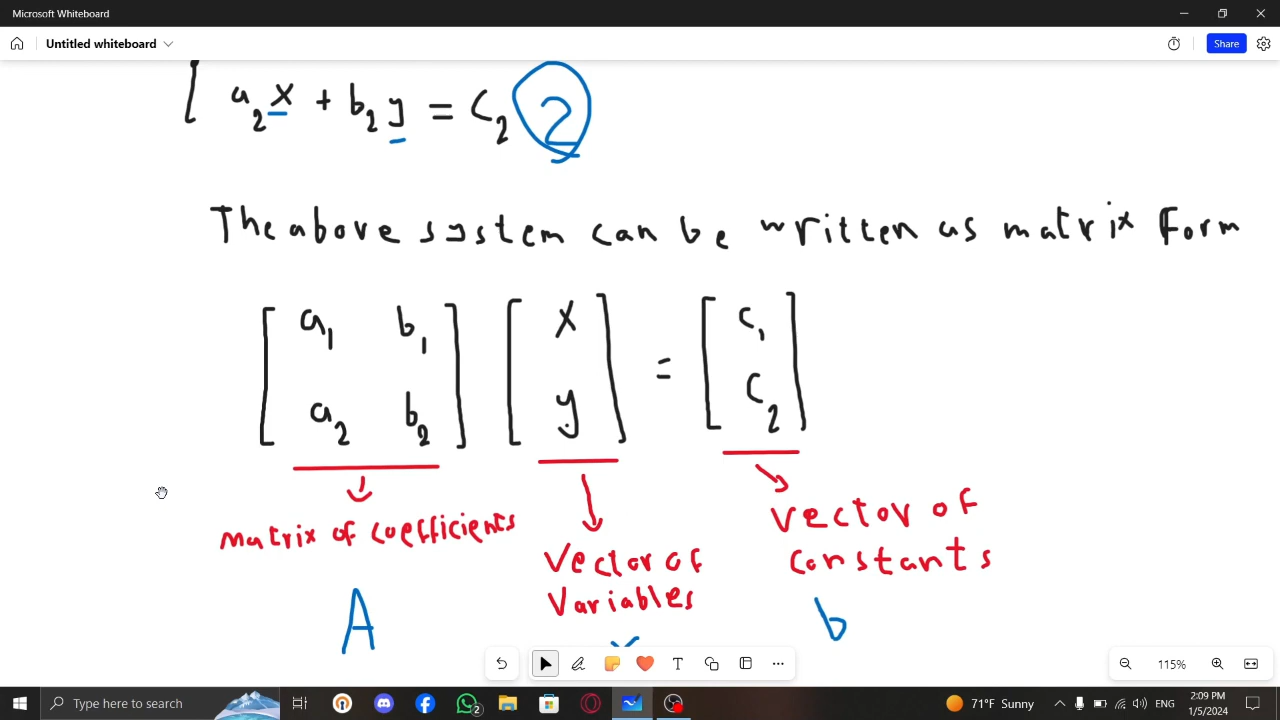 Microsoft Whiteboard
Untitled whiteboard
Share
a₂x + b₂y = c₂ 2
The above system can be written as matrix form
[ a₁ b₁ ] [ x ] = [ c₁ ]
[ a₂ b₂ ] [ y ] [ c₂ ]
matrix of coefficients
Vector of
Variables
Vector of
constants
A
x
b
T
115%
Type here to search
2
71°F Sunny
ENG
2:09 PM
1/5/2024